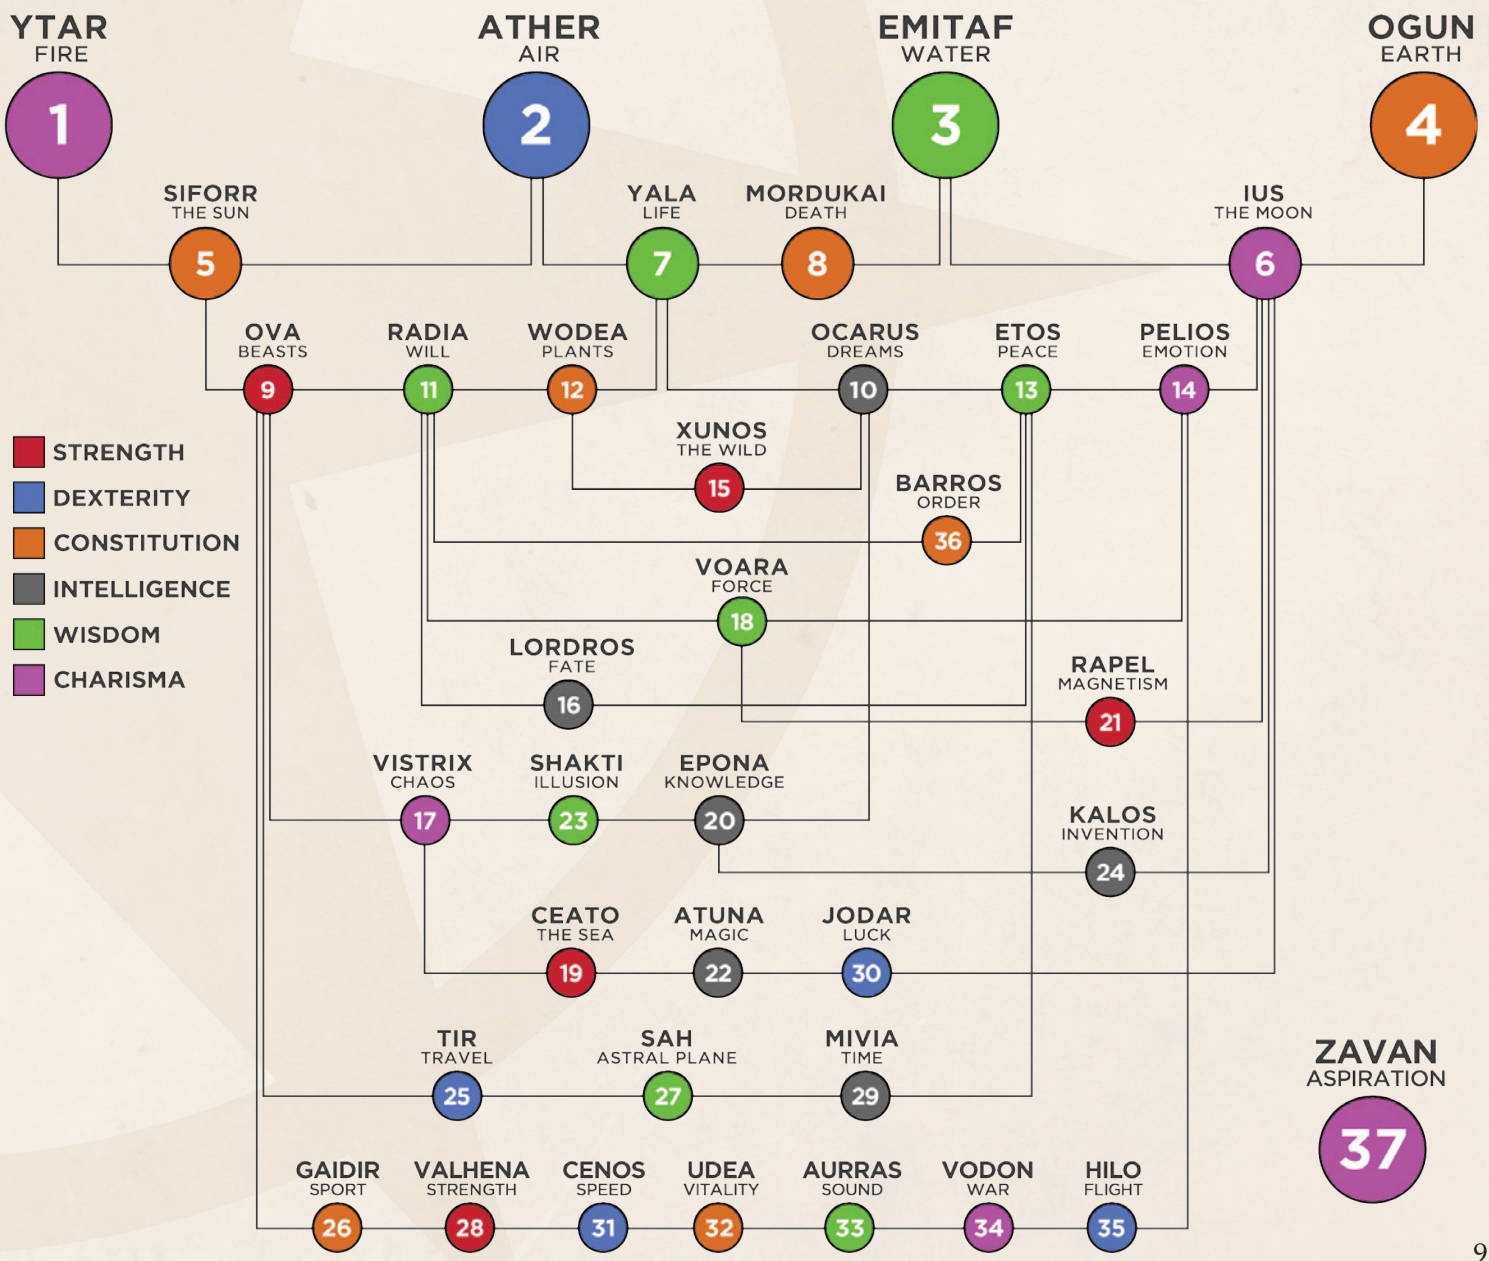 YTAR
FIRE
1
ATHER
AIR
2
EMITAF
WATER
3
OGUN
EARTH
4
SIFORR
THE SUN
5
YALA
LIFE
7
MORDUKAI
DEATH
8
IUS
THE MOON
6
OVA
BEASTS
9
RADIA
WILL
11
WODEA
PLANTS
12
OCARUS
DREAMS
10
ETOS
PEACE
13
PELIOS
EMOTION
14
STRENGTH
DEXTERITY
CONSTITUTION
INTELLIGENCE
WISDOM
CHARISMA
XUNOS
THE WILD
15
BARROS
ORDER
36
VOARA
FORCE
18
LORDROS
FATE
16
RAPEL
MAGNETISM
21
VISTRIX
CHAOS
17
SHAKTI
ILLUSION
23
EPONA
KNOWLEDGE
20
KALOS
INVENTION
24
CEATO
THE SEA
19
ATUNA
MAGIC
22
JODAR
LUCK
30
TIR
TRAVEL
25
SAH
ASTRAL PLANE
27
MIVIA
TIME
29
ZAVAN
ASPIRATION
37
GAIDIR
SPORT
26
VALHENA
STRENGTH
28
CENOS
SPEED
31
UDEA
VITALITY
32
AURRAS
SOUND
33
VODON
WAR
34
HILO
FLIGHT
35
9